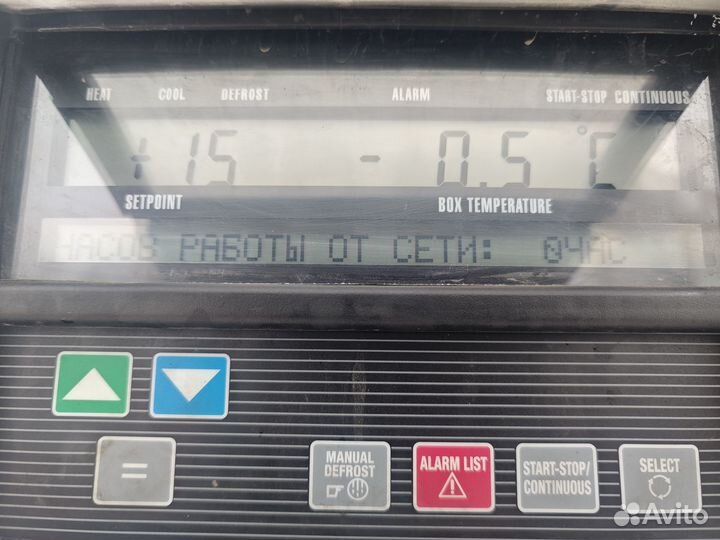 HEAT COOL DEFROST ALARM START-STOP CONTINUOUS
+15 - 0.5 °C
SETPOINT BOX TEMPERATURE
ЧАСОВ РАБОТЫ ОТ СЕТИ: 0ЧАС
MANUAL DEFROST
ALARM LIST
START-STOP/ CONTINUOUS
SELECT
=
Avito